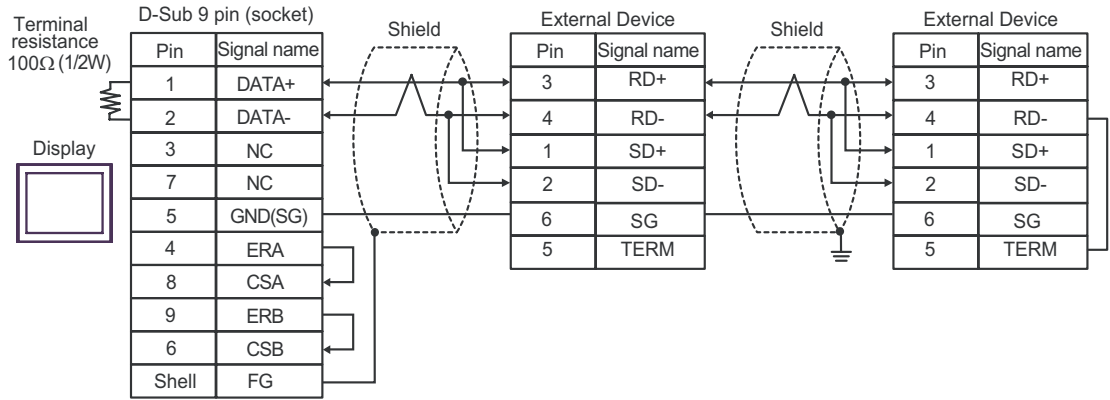 Terminal
resistance
100Ω (1/2W)
D-Sub 9 pin (socket)
Pin Signal name
1 DATA+
2 DATA-
3 NC
7 NC
5 GND(SG)
4 ERA
8 CSA
9 ERB
6 CSB
Shell FG
Display
Shield
External Device
Pin Signal name
3 RD+
4 RD-
1 SD+
2 SD-
6 SG
5 TERM
Shield
External Device
Pin Signal name
3 RD+
4 RD-
1 SD+
2 SD-
6 SG
5 TERM